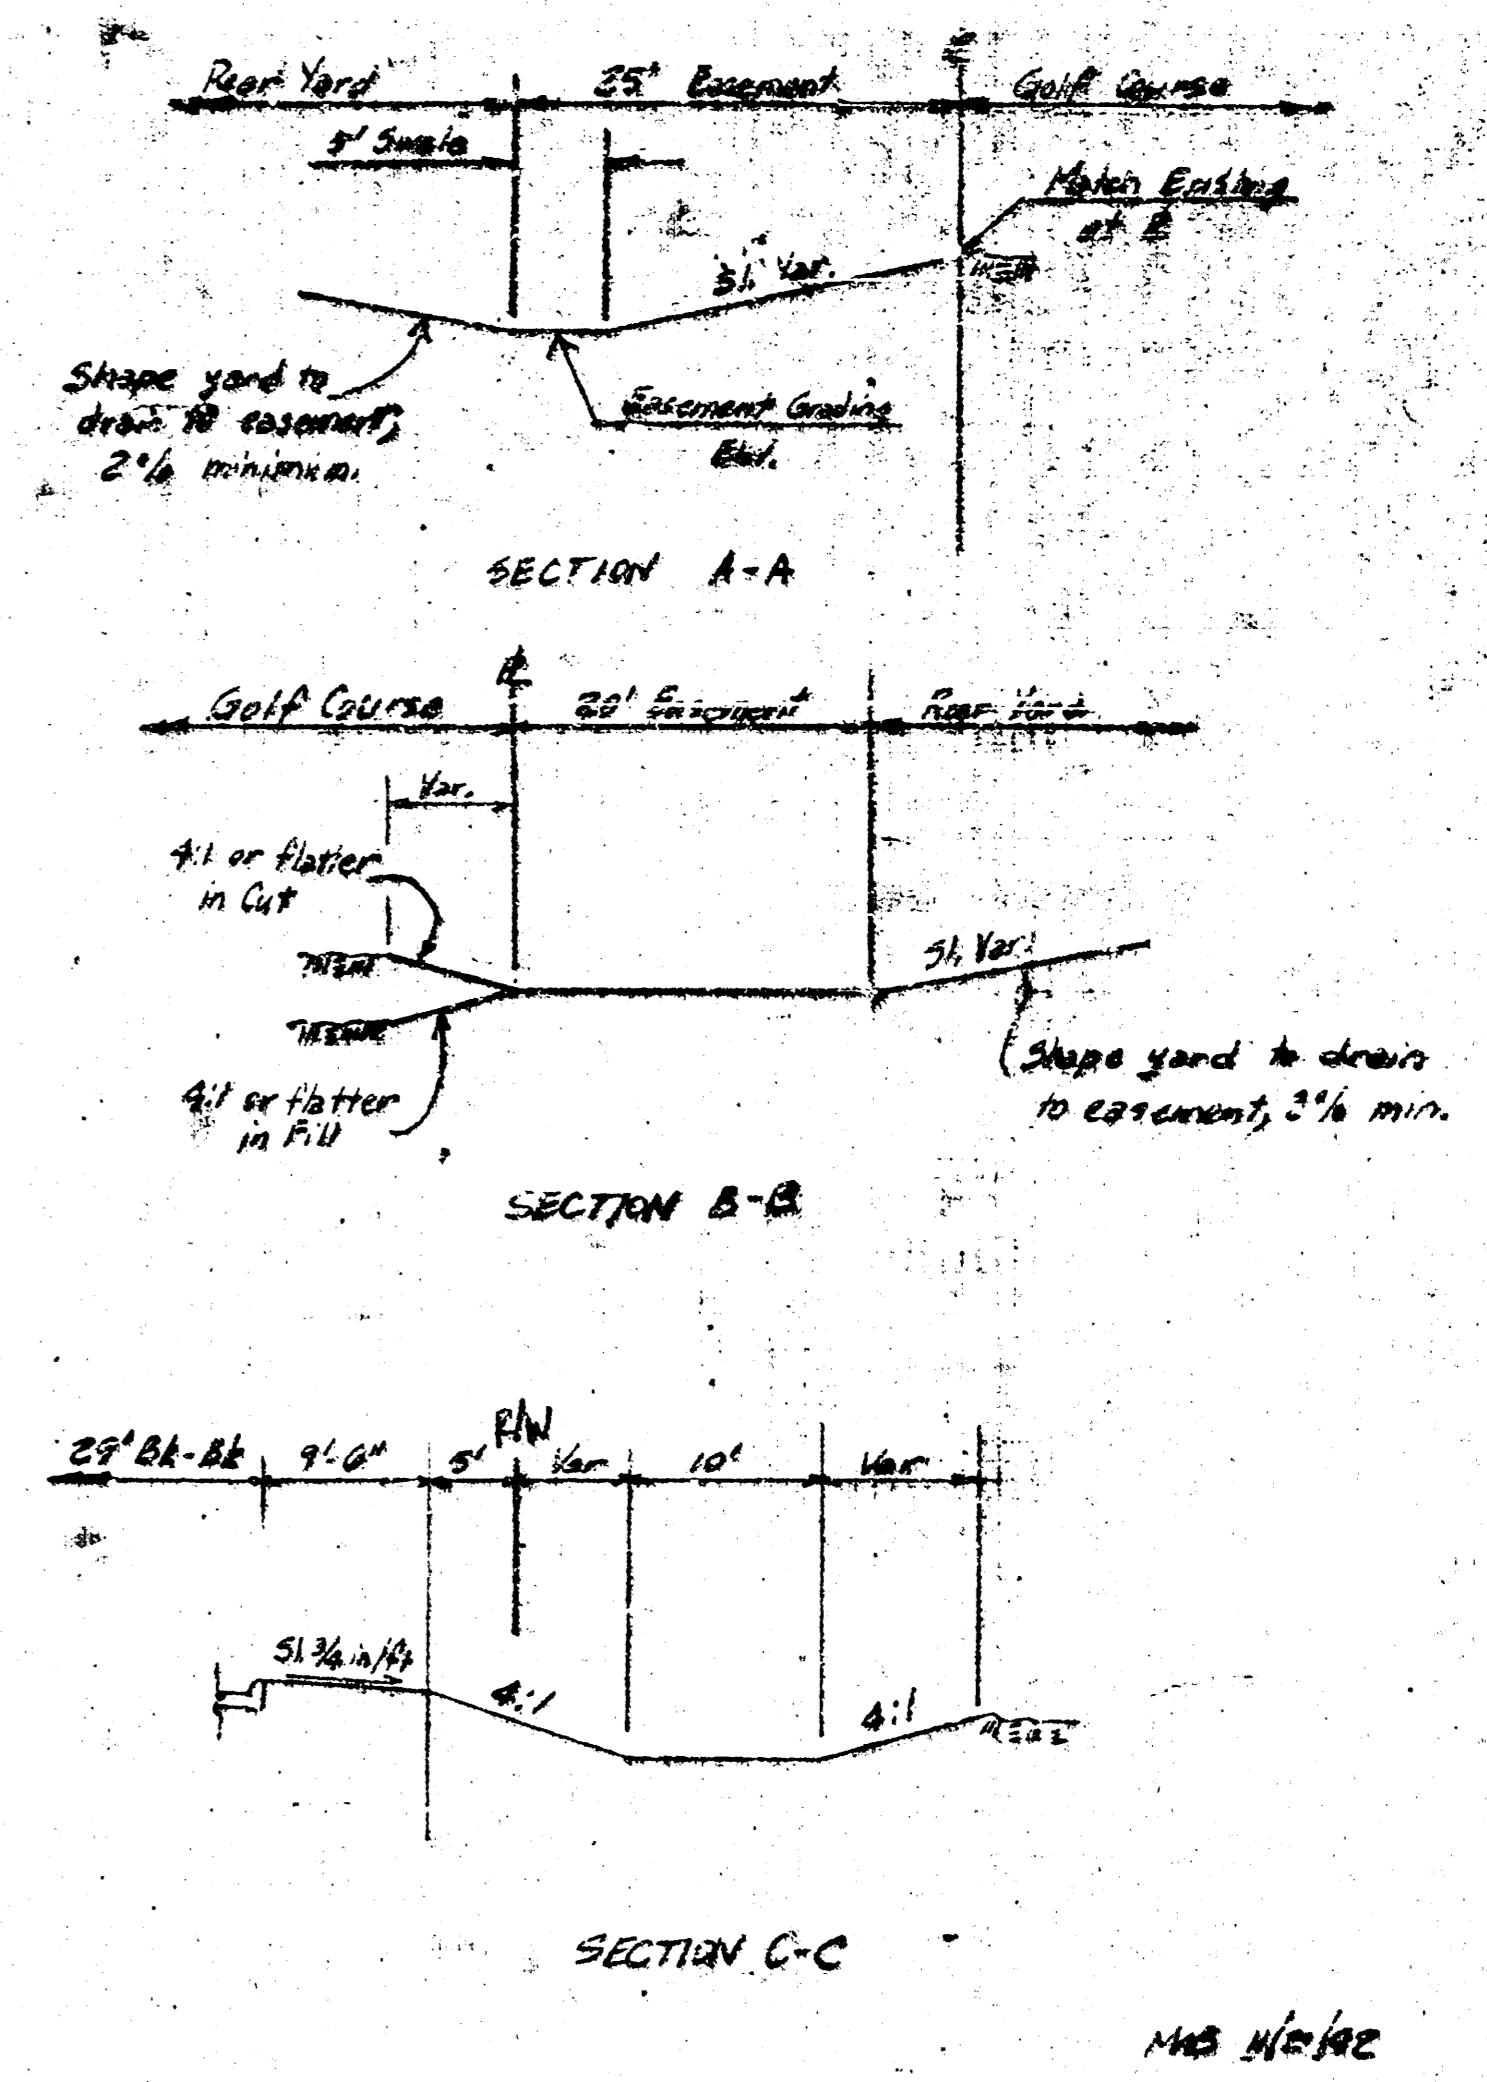 Rear Yard
25' Easement
Golf Course
5' Swale
Match Existing
at ℄
Sl. Var.
Shape yard to
drain to easement,
2% minimum.
Easement Grading
Elev.
SECTION A-A
Golf Course
20' Easement
Rear Yard
Var.
4:1 or flatter
in Cut
Sl. Var.
4:1 or flatter
in Fill
Shape yard to drain
to easement, 2% min.
SECTION B-B
R/W
29' Bk-Bk
9'-6"
5'
Var
10'
Var
Sl. 3/4 in/ft
4:1
4:1
SECTION C-C